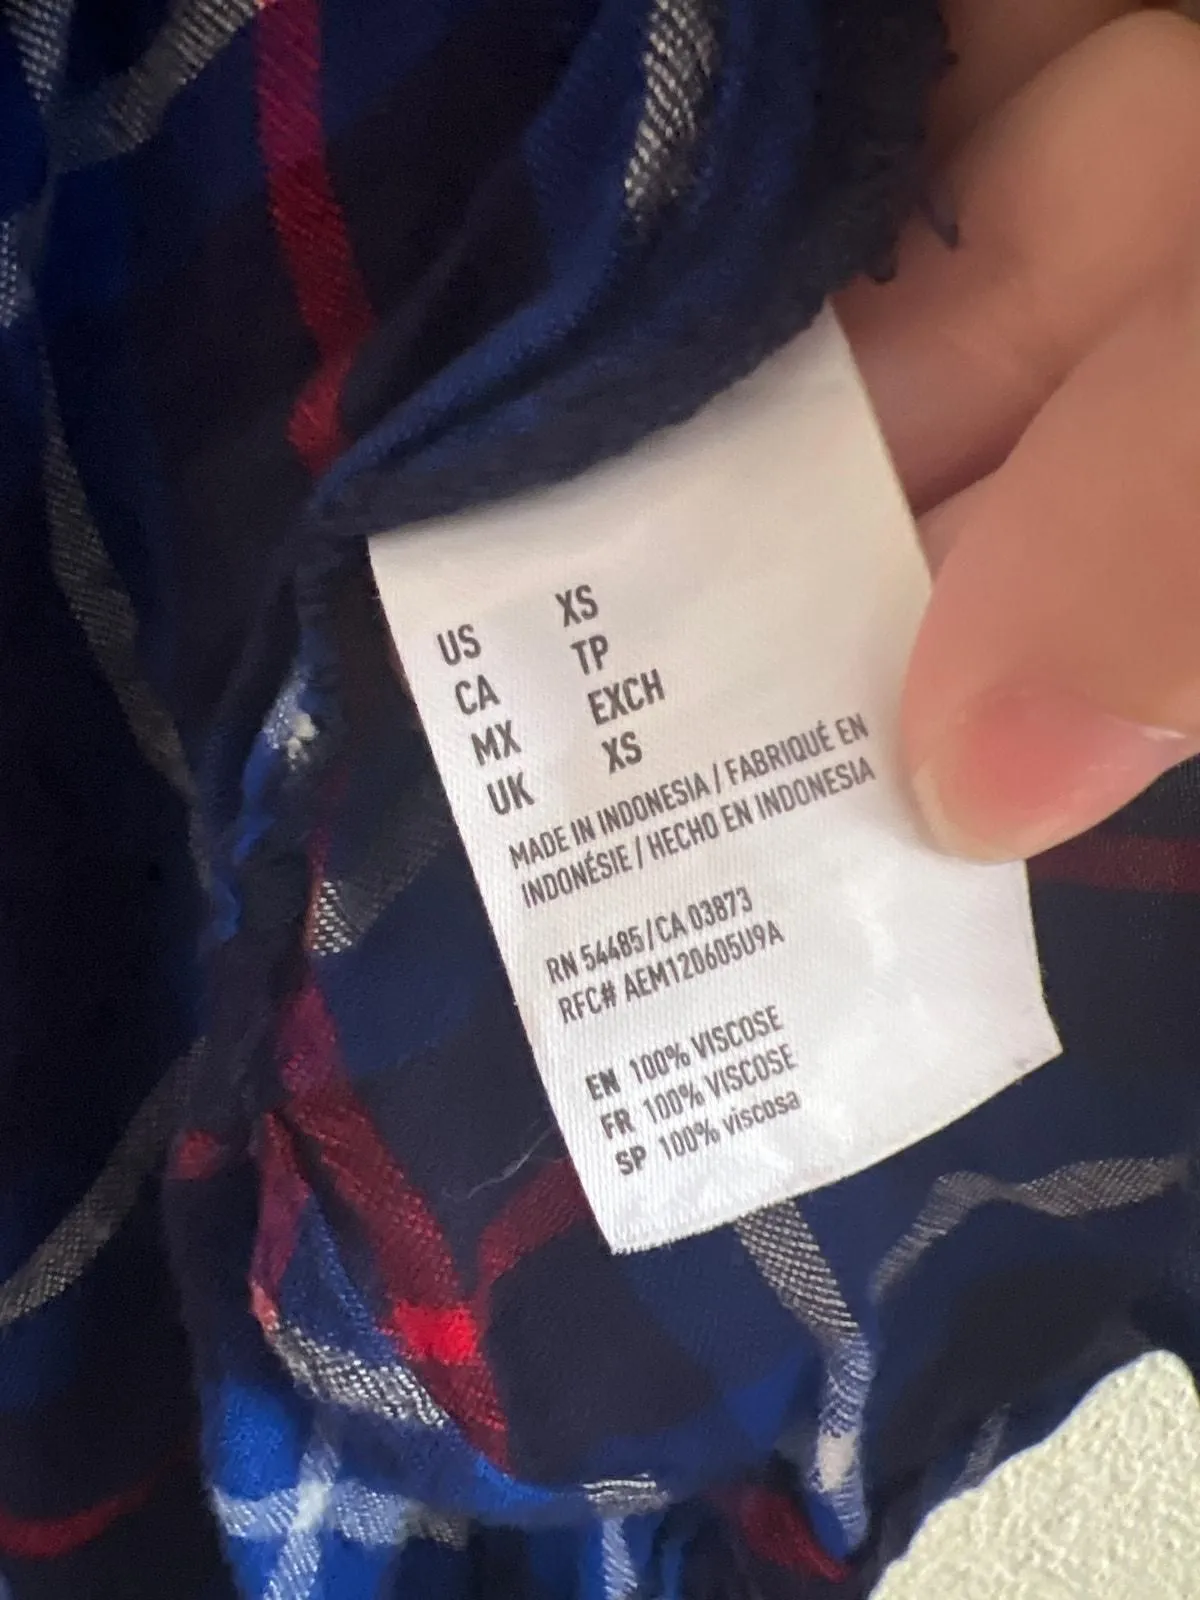 US XS
CA TP
MX EXCH
UK XS
MADE IN INDONESIA / FABRIQUÉ EN
INDONÉSIE / HECHO EN INDONESIA
RN 54485 / CA 03873
RFC# AEM120605U9A
EN 100% VISCOSE
FR 100% VISCOSE
SP 100% viscosa